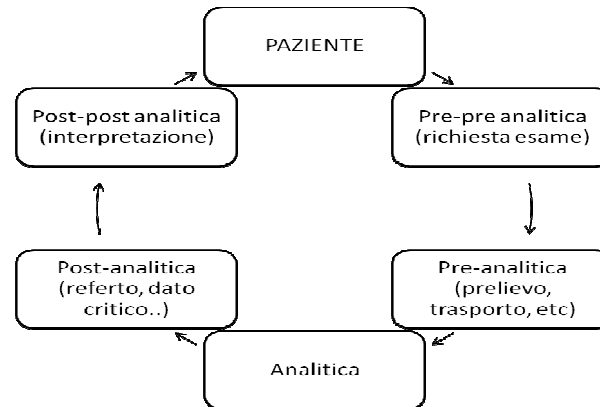 PAZIENTE
Pre-pre analitica
(richiesta esame)
Pre-analitica
(prelievo,
trasporto, etc)
Analitica
Post-analitica
(referto, dato
critico..)
Post-post analitica
(interpretazione)